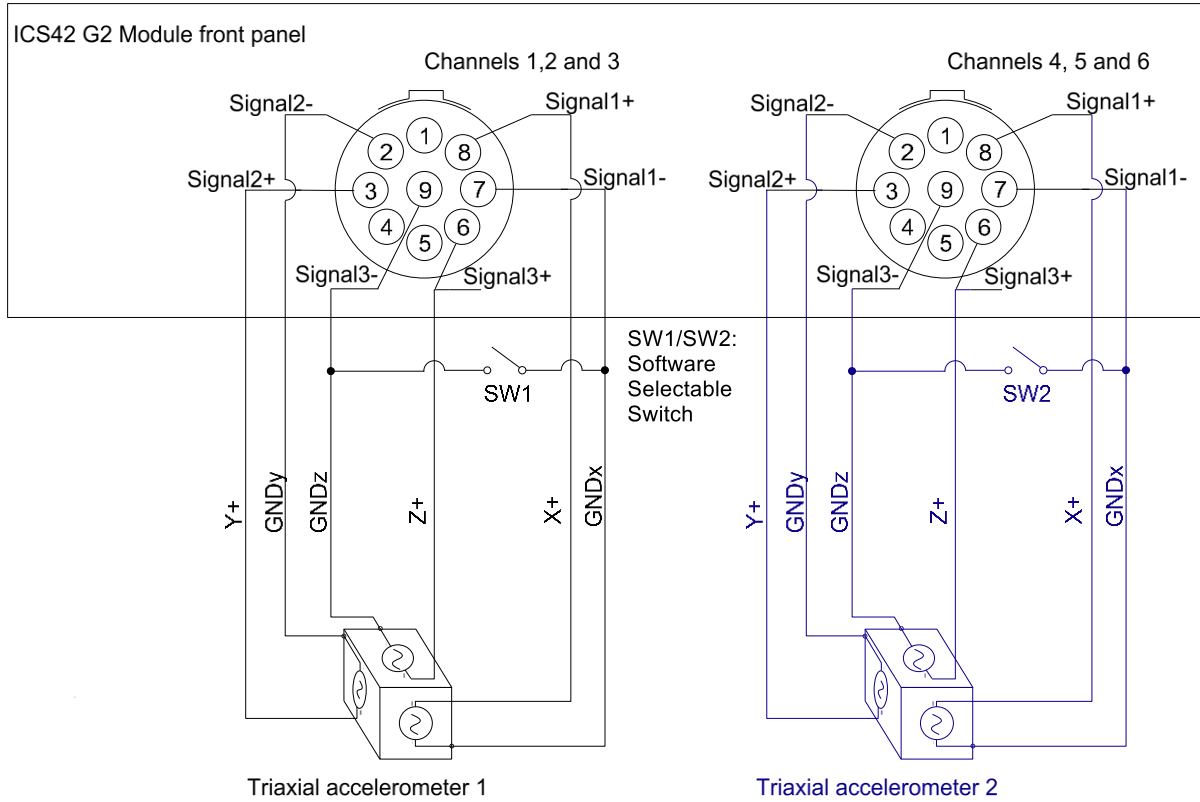 ICS42 G2 Module front panel
Channels 1,2 and 3
Channels 4, 5 and 6
Signal2-
Signal1+
Signal2+
Signal1-
Signal3-
Signal3+
1
2
8
3
9
7
4
6
5
Signal2-
Signal1+
Signal2+
Signal1-
Signal3-
Signal3+
1
2
8
3
9
7
4
6
5
SW1/SW2:
Software
Selectable
Switch
SW1
SW2
Y+
GNDy
GNDz
Z+
X+
GNDx
Y+
GNDy
GNDz
Z+
X+
GNDx
Triaxial accelerometer 1
Triaxial accelerometer 2